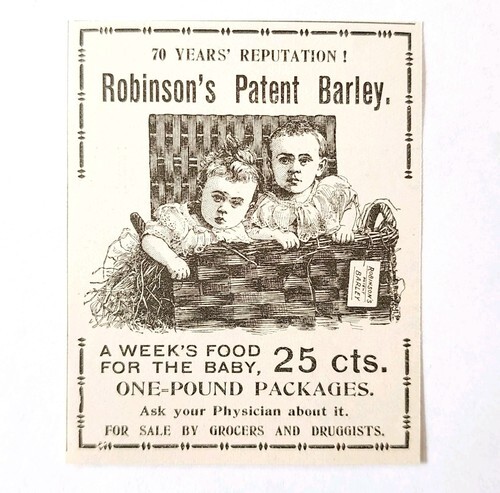 70 YEARS' REPUTATION!
Robinson's Patent Barley.
ROBINSON'S
PATENT
BARLEY
A WEEK'S FOOD
FOR THE BABY, 25 cts.
ONE=POUND PACKAGES.
Ask your Physician about it.
FOR SALE BY GROCERS AND DRUGGISTS.